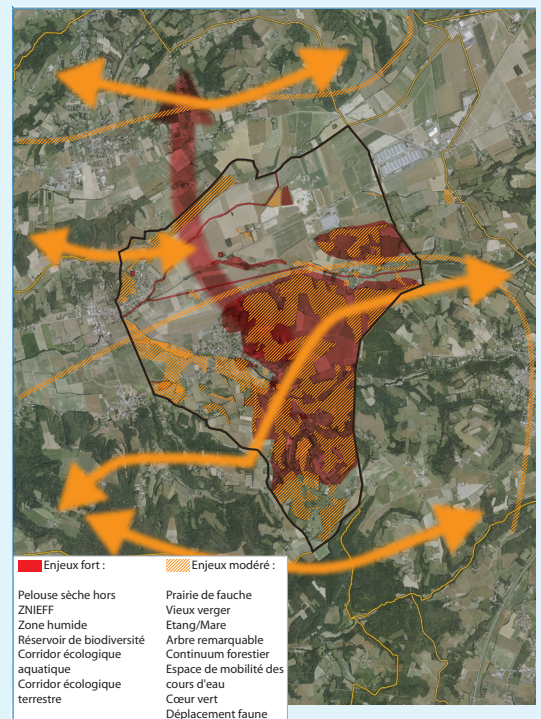 Enjeux fort :
Pelouse sèche hors
ZNIEFF
Zone humide
Réservoir de biodiversité
Corridor écologique
aquatique
Corridor écologique
terrestre
Enjeux modéré :
Prairie de fauche
Vieux verger
Etang/Mare
Arbre remarquable
Continuum forestier
Espace de mobilité des
cours d'eau
Cœur vert
Déplacement faune